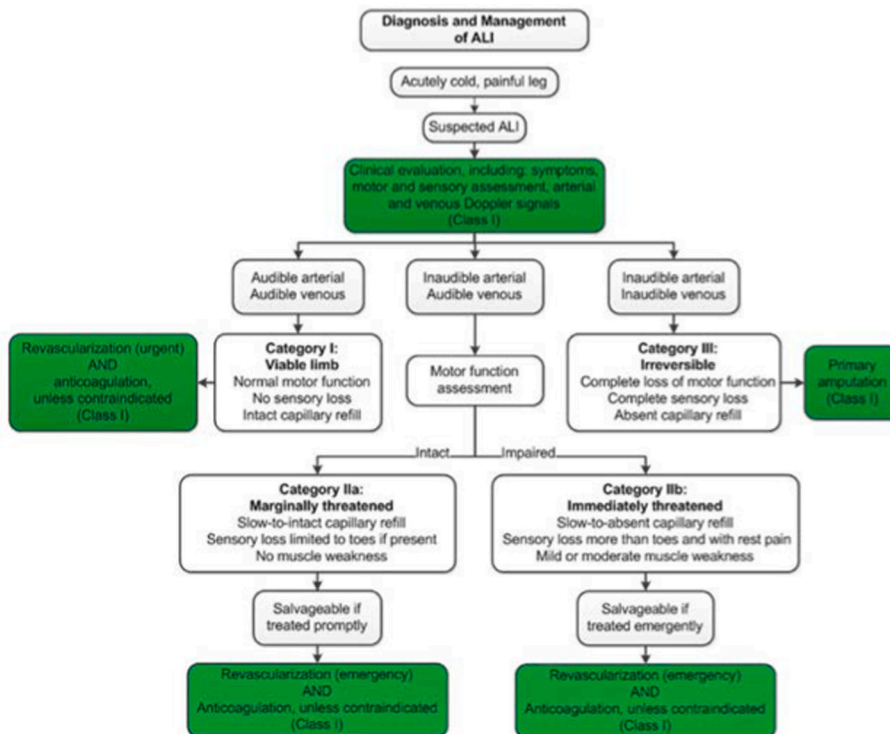 Diagnosis and Management
of ALI
Acutely cold, painful leg
Suspected ALI
Clinical evaluation, including: symptoms,
motor and sensory assessment, arterial
and venous Doppler signals
(Class I)
Audible arterial
Audible venous
Inaudible arterial
Audible venous
Inaudible arterial
Inaudible venous
Revascularization (urgent)
AND
anticoagulation,
unless contraindicated
(Class I)
Category I:
Viable limb
Normal motor function
No sensory loss
Intact capillary refill
Motor function
assessment
Category III:
Irreversible
Complete loss of motor function
Complete sensory loss
Absent capillary refill
Primary
amputation
(Class I)
Intact
Impaired
Category IIa:
Marginally threatened
Slow-to-intact capillary refill
Sensory loss limited to toes if present
No muscle weakness
Category IIb:
Immediately threatened
Slow-to-absent capillary refill
Sensory loss more than toes and with rest pain
Mild or moderate muscle weakness
Salvageable if
treated promptly
Salvageable if
treated emergently
Revascularization (emergency)
AND
Anticoagulation, unless contraindicated
(Class I)
Revascularization (emergency)
AND
Anticoagulation, unless contraindicated
(Class I)